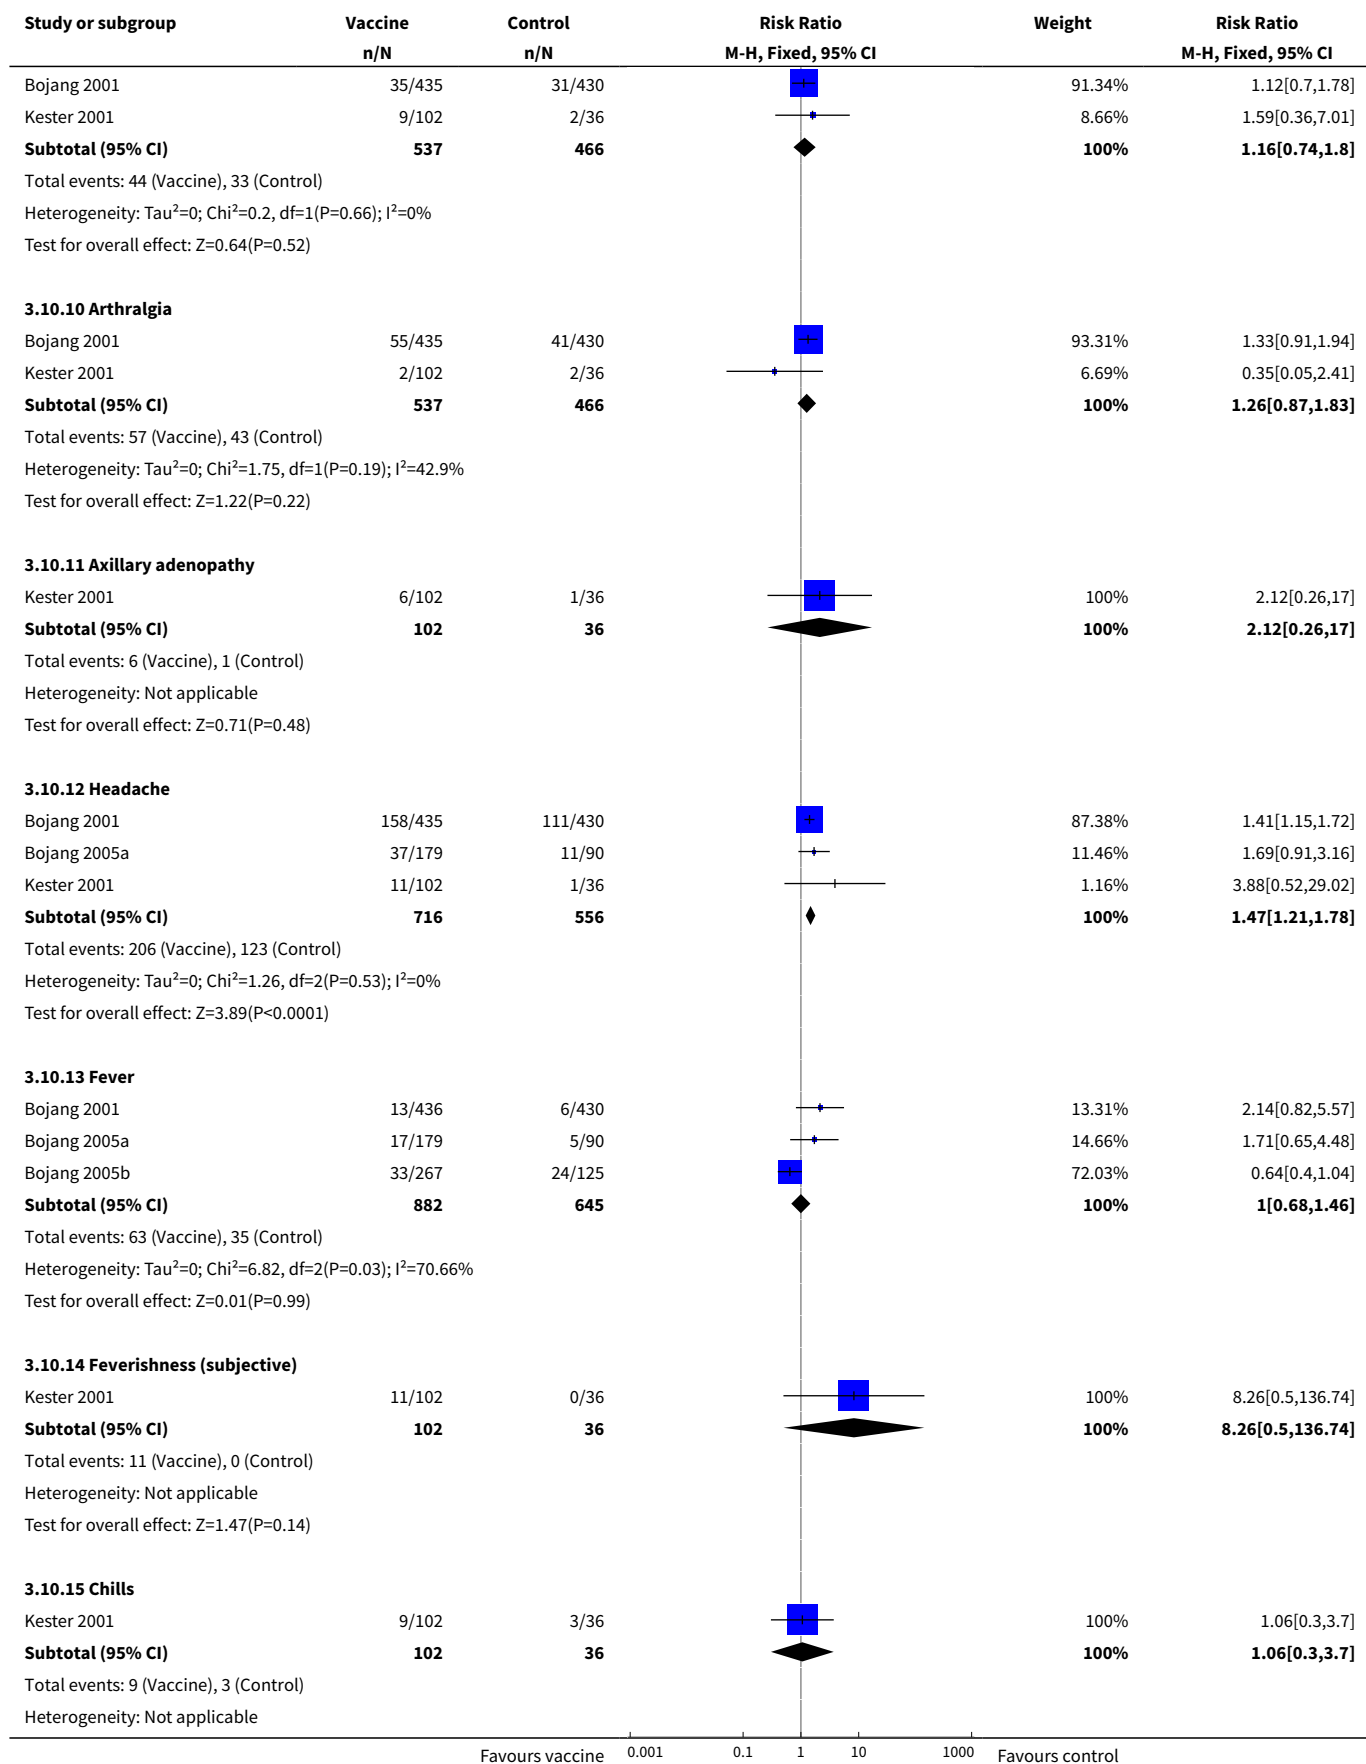 Study or subgroup Vaccine Control Risk Ratio Weight Risk Ratio
n/N n/N M-H, Fixed, 95% CI M-H, Fixed, 95% CI
Bojang 2001 35/435 31/430 91.34% 1.12[0.7,1.78]
Kester 2001 9/102 2/36 8.66% 1.59[0.36,7.01]
Subtotal (95% CI) 537 466 100% 1.16[0.74,1.8]
Total events: 44 (Vaccine), 33 (Control)
Heterogeneity: Tau²=0; Chi²=0.2, df=1(P=0.66); I²=0%
Test for overall effect: Z=0.64(P=0.52)
3.10.10 Arthralgia
Bojang 2001 55/435 41/430 93.31% 1.33[0.91,1.94]
Kester 2001 2/102 2/36 6.69% 0.35[0.05,2.41]
Subtotal (95% CI) 537 466 100% 1.26[0.87,1.83]
Total events: 57 (Vaccine), 43 (Control)
Heterogeneity: Tau²=0; Chi²=1.75, df=1(P=0.19); I²=42.9%
Test for overall effect: Z=1.22(P=0.22)
3.10.11 Axillary adenopathy
Kester 2001 6/102 1/36 100% 2.12[0.26,17]
Subtotal (95% CI) 102 36 100% 2.12[0.26,17]
Total events: 6 (Vaccine), 1 (Control)
Heterogeneity: Not applicable
Test for overall effect: Z=0.71(P=0.48)
3.10.12 Headache
Bojang 2001 158/435 111/430 87.38% 1.41[1.15,1.72]
Bojang 2005a 37/179 11/90 11.46% 1.69[0.91,3.16]
Kester 2001 11/102 1/36 1.16% 3.88[0.52,29.02]
Subtotal (95% CI) 716 556 100% 1.47[1.21,1.78]
Total events: 206 (Vaccine), 123 (Control)
Heterogeneity: Tau²=0; Chi²=1.26, df=2(P=0.53); I²=0%
Test for overall effect: Z=3.89(P<0.0001)
3.10.13 Fever
Bojang 2001 13/436 6/430 13.31% 2.14[0.82,5.57]
Bojang 2005a 17/179 5/90 14.66% 1.71[0.65,4.48]
Bojang 2005b 33/267 24/125 72.03% 0.64[0.4,1.04]
Subtotal (95% CI) 882 645 100% 1[0.68,1.46]
Total events: 63 (Vaccine), 35 (Control)
Heterogeneity: Tau²=0; Chi²=6.82, df=2(P=0.03); I²=70.66%
Test for overall effect: Z=0.01(P=0.99)
3.10.14 Feverishness (subjective)
Kester 2001 11/102 0/36 100% 8.26[0.5,136.74]
Subtotal (95% CI) 102 36 100% 8.26[0.5,136.74]
Total events: 11 (Vaccine), 0 (Control)
Heterogeneity: Not applicable
Test for overall effect: Z=1.47(P=0.14)
3.10.15 Chills
Kester 2001 9/102 3/36 100% 1.06[0.3,3.7]
Subtotal (95% CI) 102 36 100% 1.06[0.3,3.7]
Total events: 9 (Vaccine), 3 (Control)
Heterogeneity: Not applicable
Favours vaccine 0.001 0.1 1 10 1000 Favours control